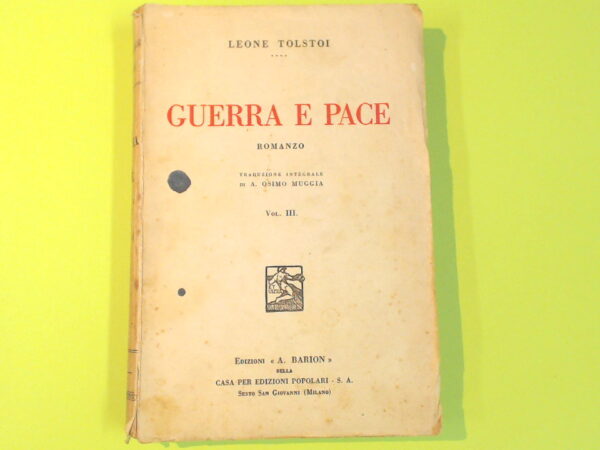 LEONE TOLSTOI
GUERRA E PACE
ROMANZO
TRADUZIONE INTEGRALE
DI A. OSIMO MUGGIA
VOL. III.
EDIZIONI « A. BARION »
DELLA
CASA PER EDIZIONI POPOLARI - S. A.
SESTO SAN GIOVANNI (MILANO)